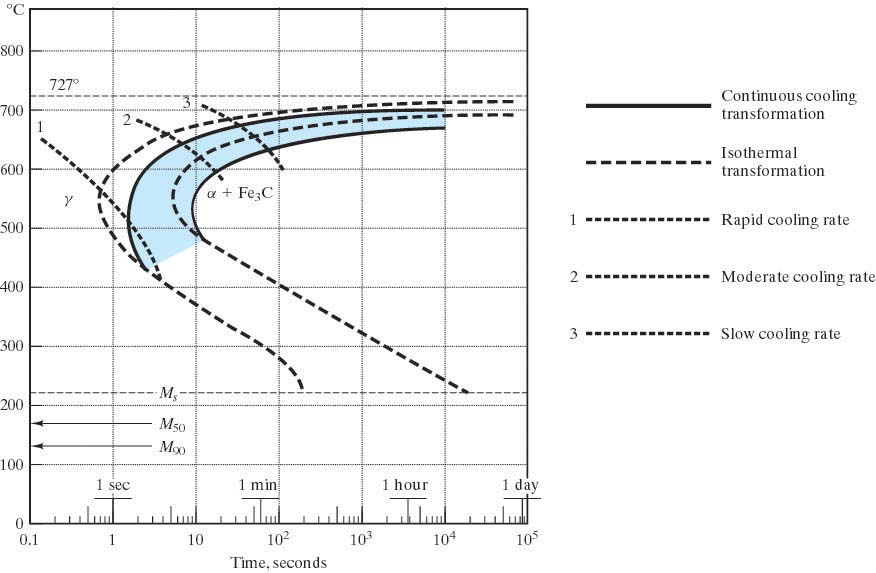 °C
800
727°
700
3
2
1
600
γ
α + Fe₃C
500
400
300
Mₛ
200
M₅₀
M₉₀
100
1 sec
1 min
1 hour
1 day
0
0.1
1
10
10²
10³
10⁴
10⁵
Time, seconds
Continuous cooling
transformation
Isothermal
transformation
1 Rapid cooling rate
2 Moderate cooling rate
3 Slow cooling rate